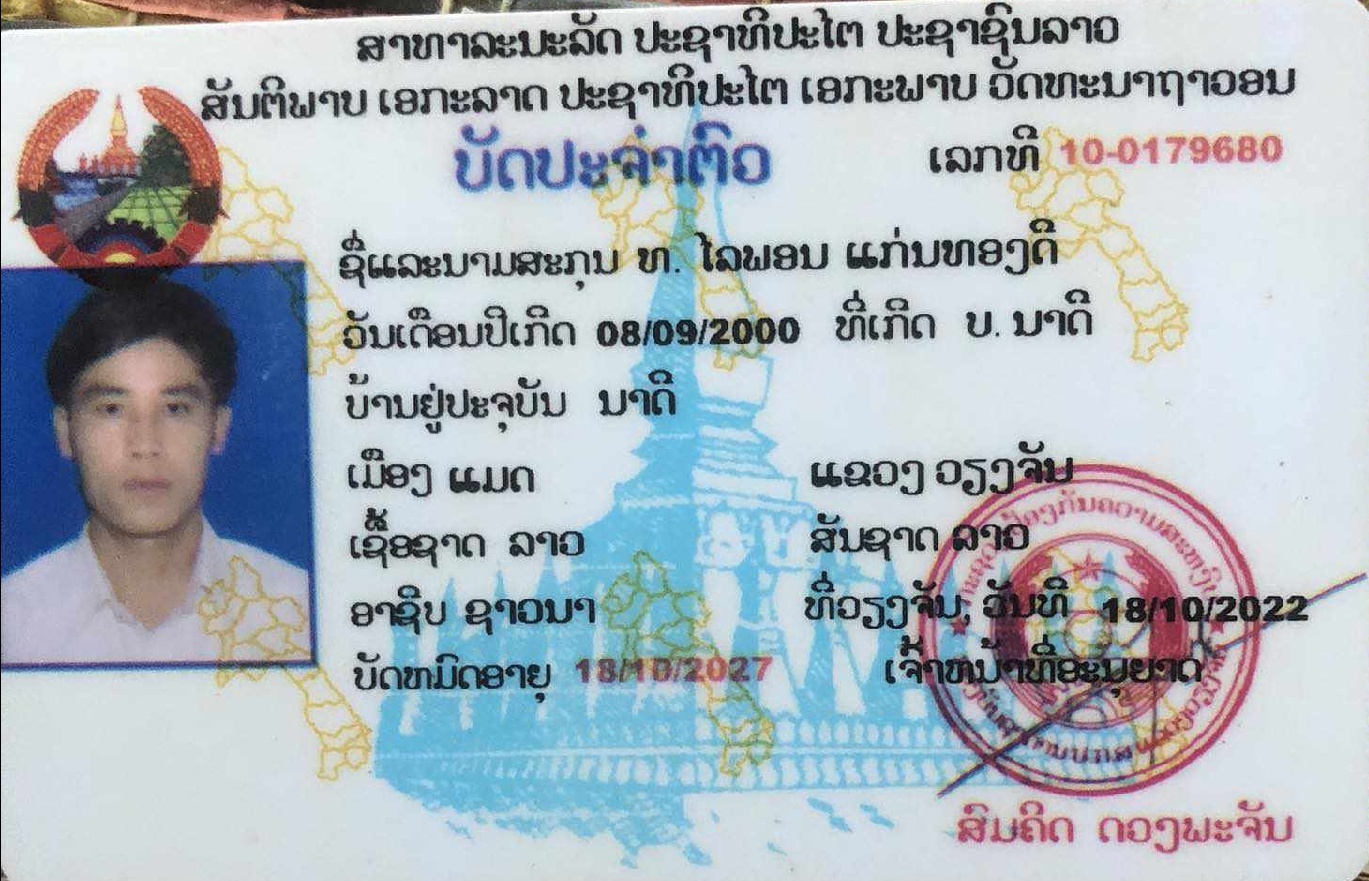 ສາທາລະນະລັດ ປະຊາທິປະໄຕ ປະຊາຊົນລາວ
ສັນຕິພາບ ເອກະລາດ ປະຊາທິປະໄຕ ເອກະພາບ ວັດທະນາຖາວອນ
ບັດປະຈຳຕົວ
ເລກທີ 10-0179680
ຊື່ແລະນາມສະກຸນ ທ. ໄລພອນ ແກ່ນທອງດີ
ວັນເດືອນປີເກີດ 08/09/2000 ທີ່ເກີດ ບ. ນາດີ
ບ້ານຢູ່ປະຈຸບັນ ນາດີ
ເມືອງ ແມດ ແຂວງ ວຽງຈັນ
ເຊື້ອຊາດ ລາວ ສັນຊາດ ລາວ
ອາຊີບ ຊາວນາ ທີ່ວຽງຈັນ, ວັນທີ 18/10/2022
ບັດຫມົດອາຍຸ 18/10/2027 ເຈົ້າຫນ້າທີ່ອະນຸຍາດ
ສົມຄິດ ດວງພະຈັນ